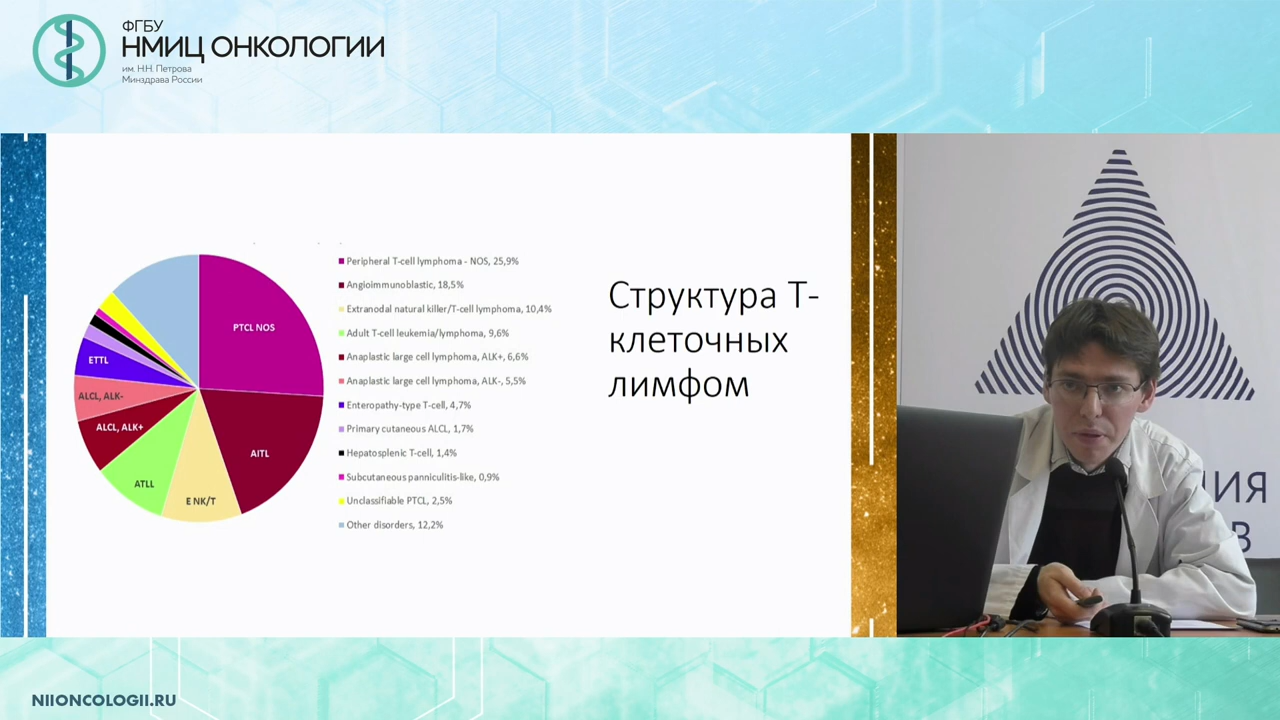 ФГБУ
НМИЦ ОНКОЛОГИИ
им. Н.Н. Петрова
Минздрава России
PTCL NOS
AITL
E NK/T
ATLL
ALCL, ALK+
ALCL, ALK-
ETTL
Peripheral T-cell lymphoma - NOS, 25,9%
Angioimmunoblastic, 18,5%
Extranodal natural killer/T-cell lymphoma, 10,4%
Adult T-cell leukemia/lymphoma, 9,6%
Anaplastic large cell lymphoma, ALK+, 6,6%
Anaplastic large cell lymphoma, ALK-, 5,5%
Enteropathy-type T-cell, 4,7%
Primary cutaneous ALCL, 1,7%
Hepatosplenic T-cell, 1,4%
Subcutaneous panniculitis-like, 0,9%
Unclassifiable PTCL, 2,5%
Other disorders, 12,2%
Структура Т-
клеточных
лимфом
NIIONCOLOGII.RU